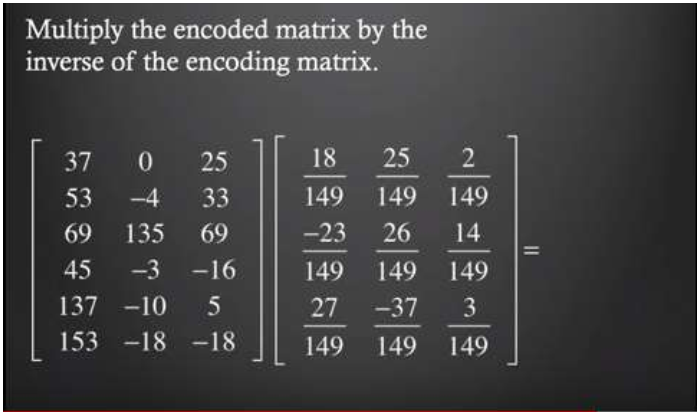 Multiply the encoded matrix by the
inverse of the encoding matrix.
37 0 25
53 -4 33
69 135 69
45 -3 -16
137 -10 5
153 -18 -18
18 25 2
149 149 149
-23 26 14
149 149 149
27 -37 3
149 149 149
=